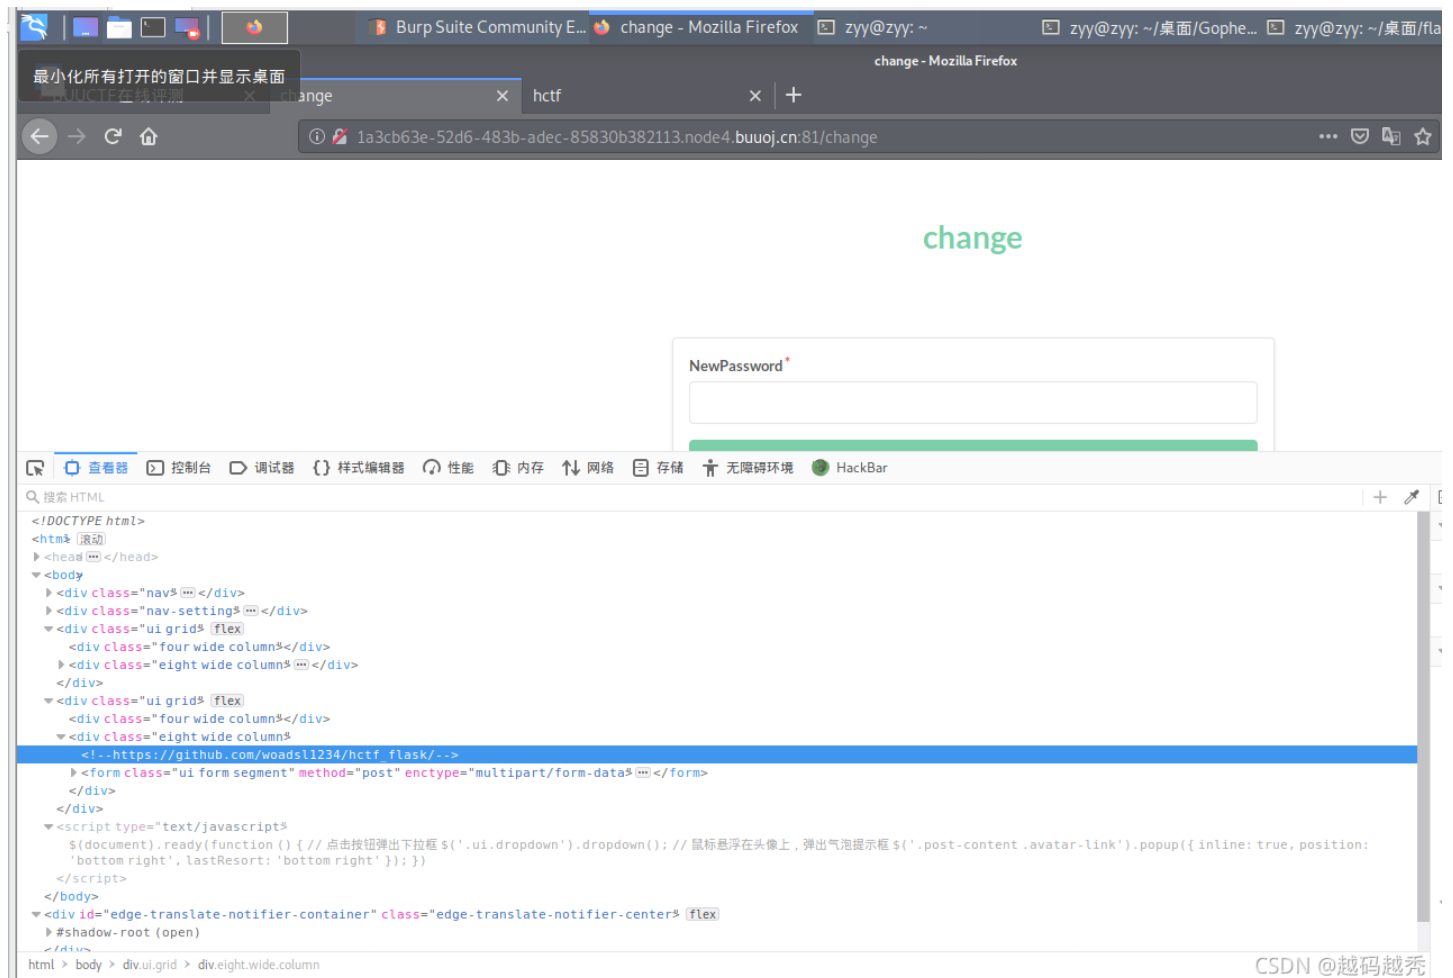 Burp Suite Community E...
change - Mozilla Firefox
zyy@zyy: ~
zyy@zyy: ~/桌面/Gophe...
zyy@zyy: ~/桌面/fla
change - Mozilla Firefox
最小化所有打开的窗口并显示桌面
BUUCTF在线评测
change
hctf
1a3cb63e-52d6-483b-adec-85830b382113.node4.buuoj.cn:81/change
change
NewPassword*
查看器 控制台 调试器 {} 样式编辑器 性能 内存 网络 存储 无障碍环境 HackBar
搜索 HTML
<!DOCTYPE html>
<html> 滚动
<head>...</head>
<body>
<div class="nav">...</div>
<div class="nav-setting">...</div>
<div class="ui grid"> flex
<div class="four wide column"></div>
<div class="eight wide column">...</div>
</div>
<div class="ui grid"> flex
<div class="four wide column"></div>
<div class="eight wide column">
<!--https://github.com/woadsl1234/hctf_flask/-->
<form class="ui form segment" method="post" enctype="multipart/form-data">...</form>
</div>
</div>
<script type="text/javascript">
$(document).ready(function () { // 点击按钮弹出下拉框 $('.ui.dropdown').dropdown(); // 鼠标悬浮在头像上，弹出气泡提示框 $('.post-content .avatar-link').popup({ inline: true, position:
'bottom right', lastResort: 'bottom right' }); })
</script>
</body>
<div id="edge-translate-notifier-container" class="edge-translate-notifier-center"> flex
#shadow-root (open)
</div>
html > body > div.ui.grid > div.eight.wide.column
CSDN @越码越秃